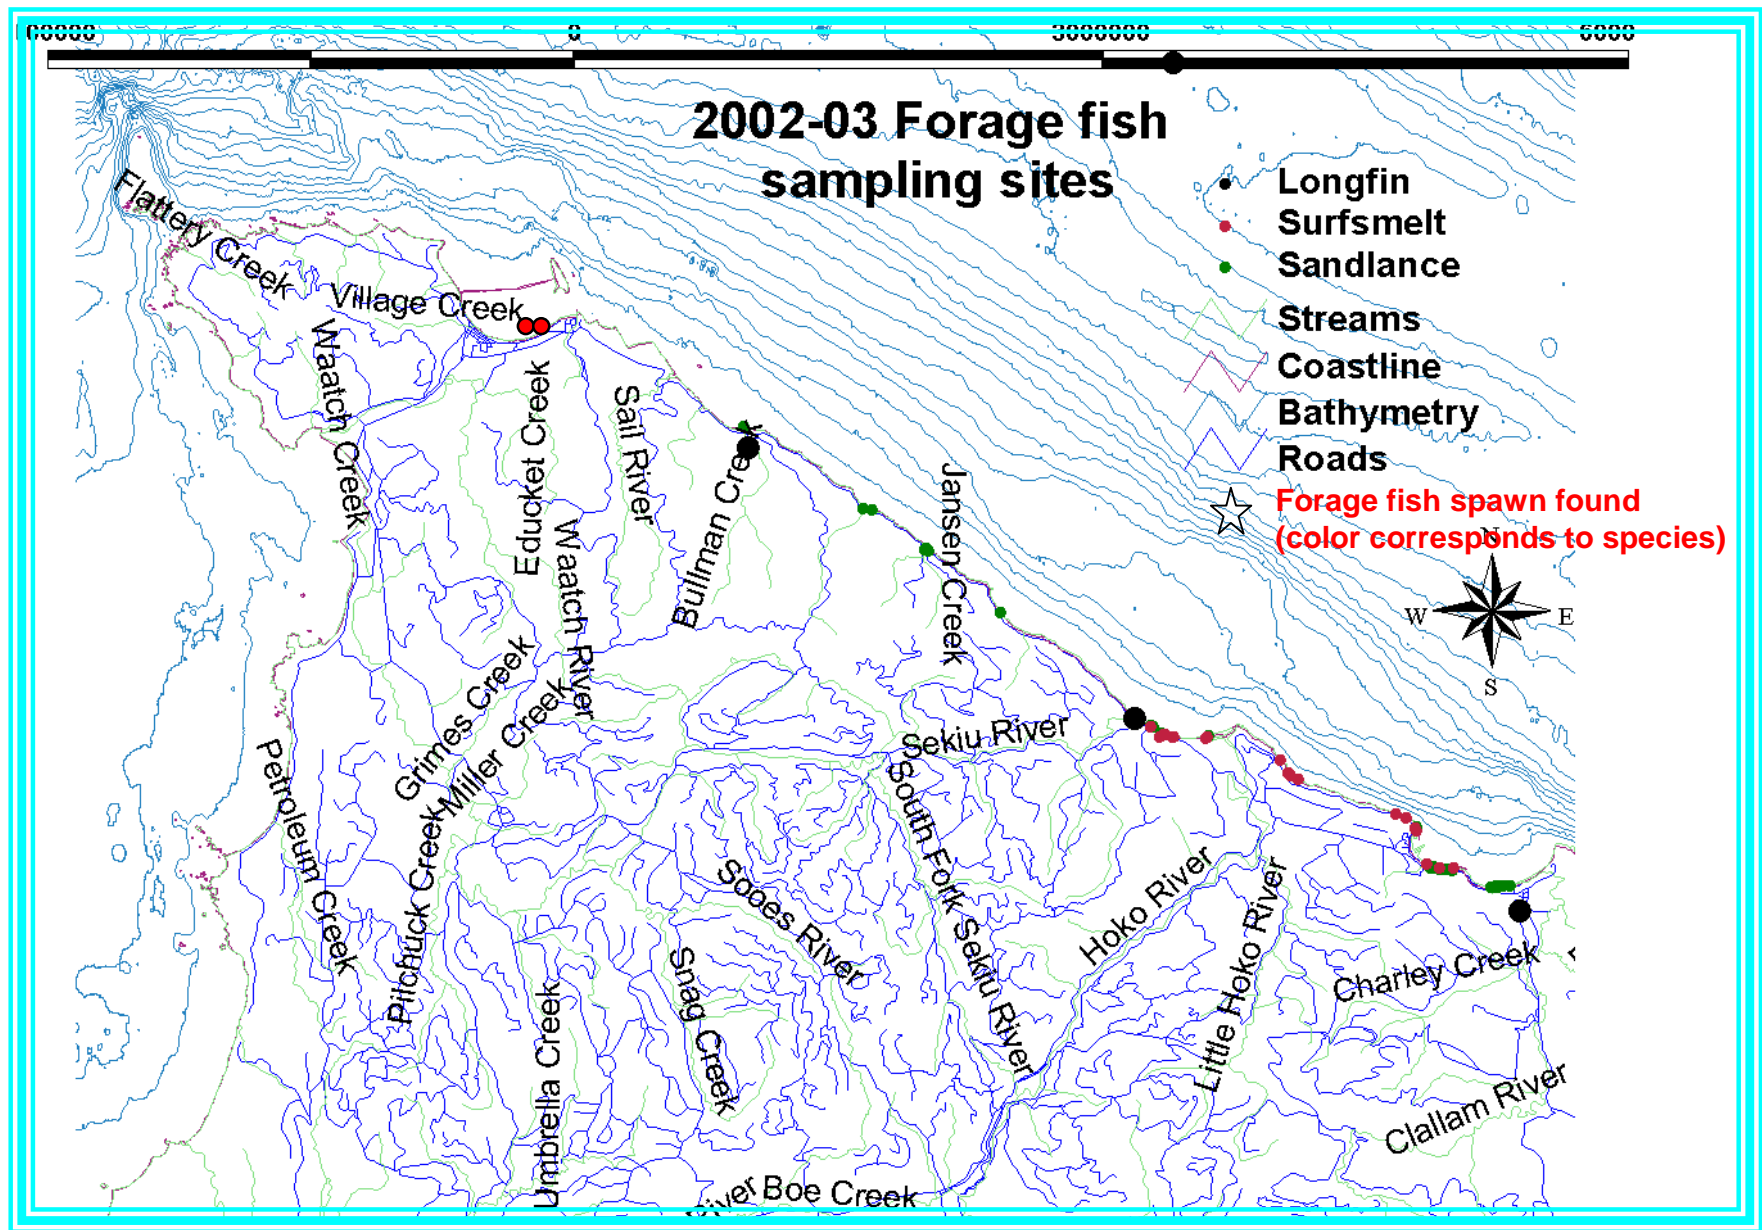 0
3000000
6000
2002-03 Forage fish
sampling sites
Longfin
Surfsmelt
Sandlance
Streams
Coastline
Bathymetry
Roads
Forage fish spawn found
(color corresponds to species)
N
W
E
S
Flattery Creek
Village Creek
Waatch Creek
Educket Creek
Sail River
Bullman Creek
Waatch River
Jansen Creek
Grimes Creek
Miller Creek
Sekiu River
Petroleum Creek
Pilchuck Creek
South Fork Sekiu River
Sooes River
Snag Creek
Hoko River
Little Hoko River
Charley Creek
Umbrella Creek
Clallam River
River
Boe Creek